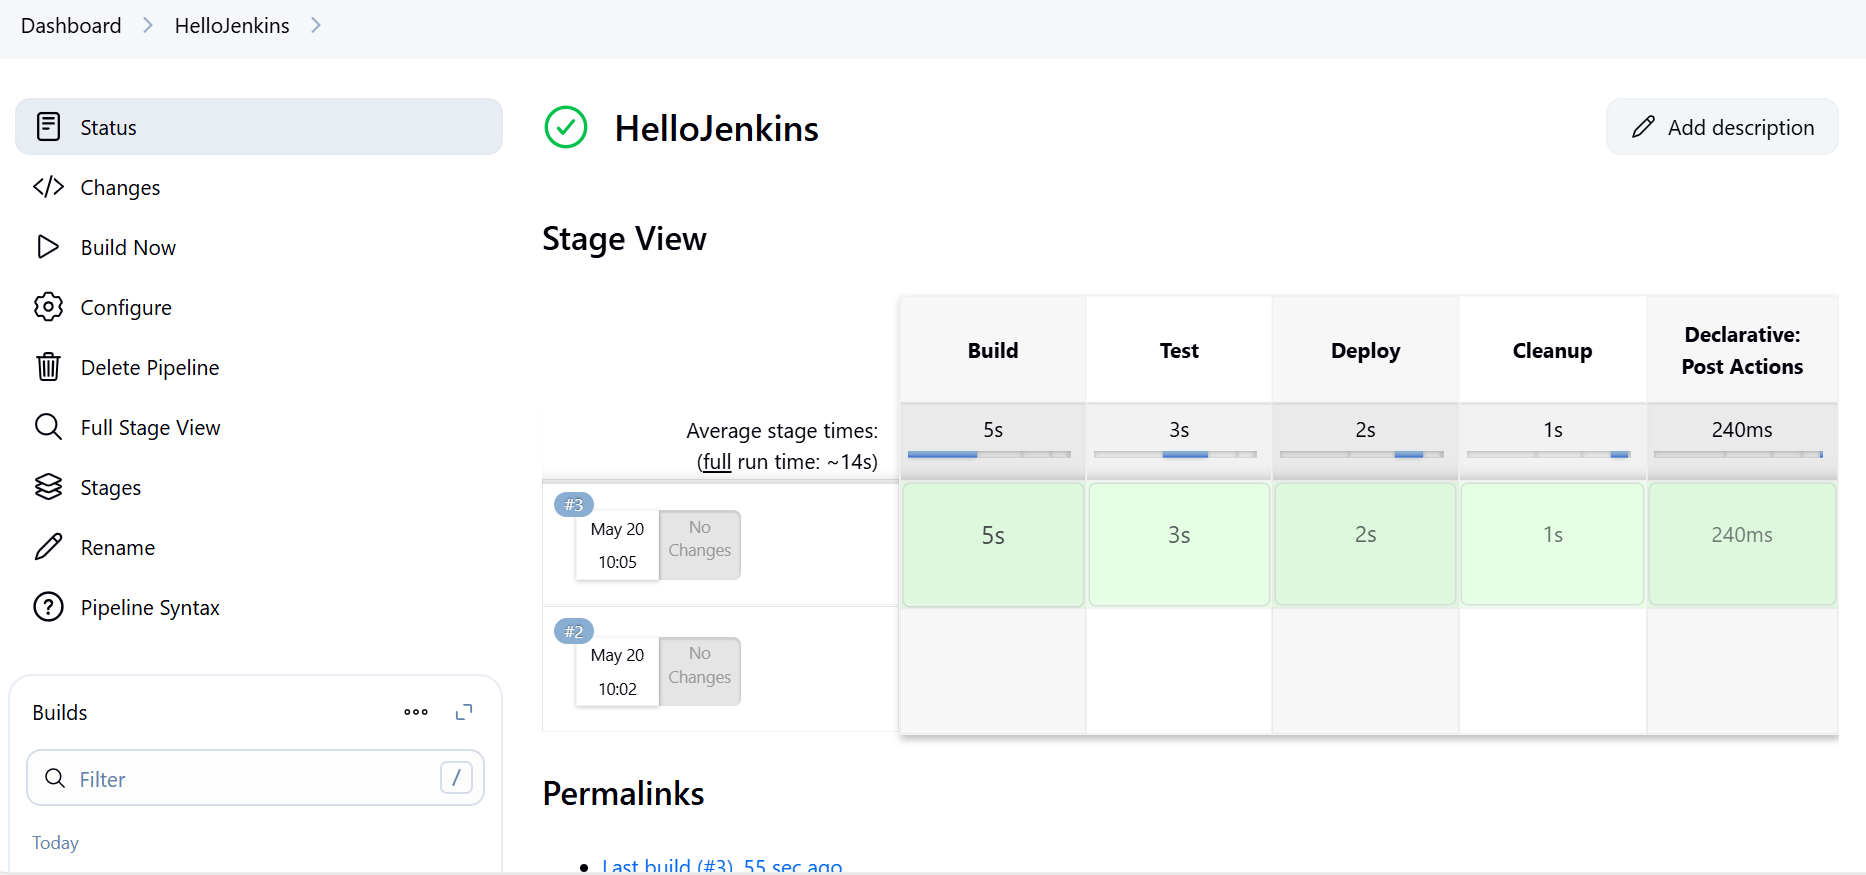 Dashboard
HelloJenkins
Status
Changes
Build Now
Configure
Delete Pipeline
Full Stage View
Stages
Rename
Pipeline Syntax
Builds
Filter
/
Today
HelloJenkins
Add description
Stage View
Build
Test
Deploy
Cleanup
Declarative:
Post Actions
Average stage times:
(full run time: ~14s)
5s
3s
2s
1s
240ms
#3
May 20
10:05
No
Changes
5s
3s
2s
1s
240ms
#2
May 20
10:02
No
Changes
Permalinks
Last build (#3), 55 sec ago